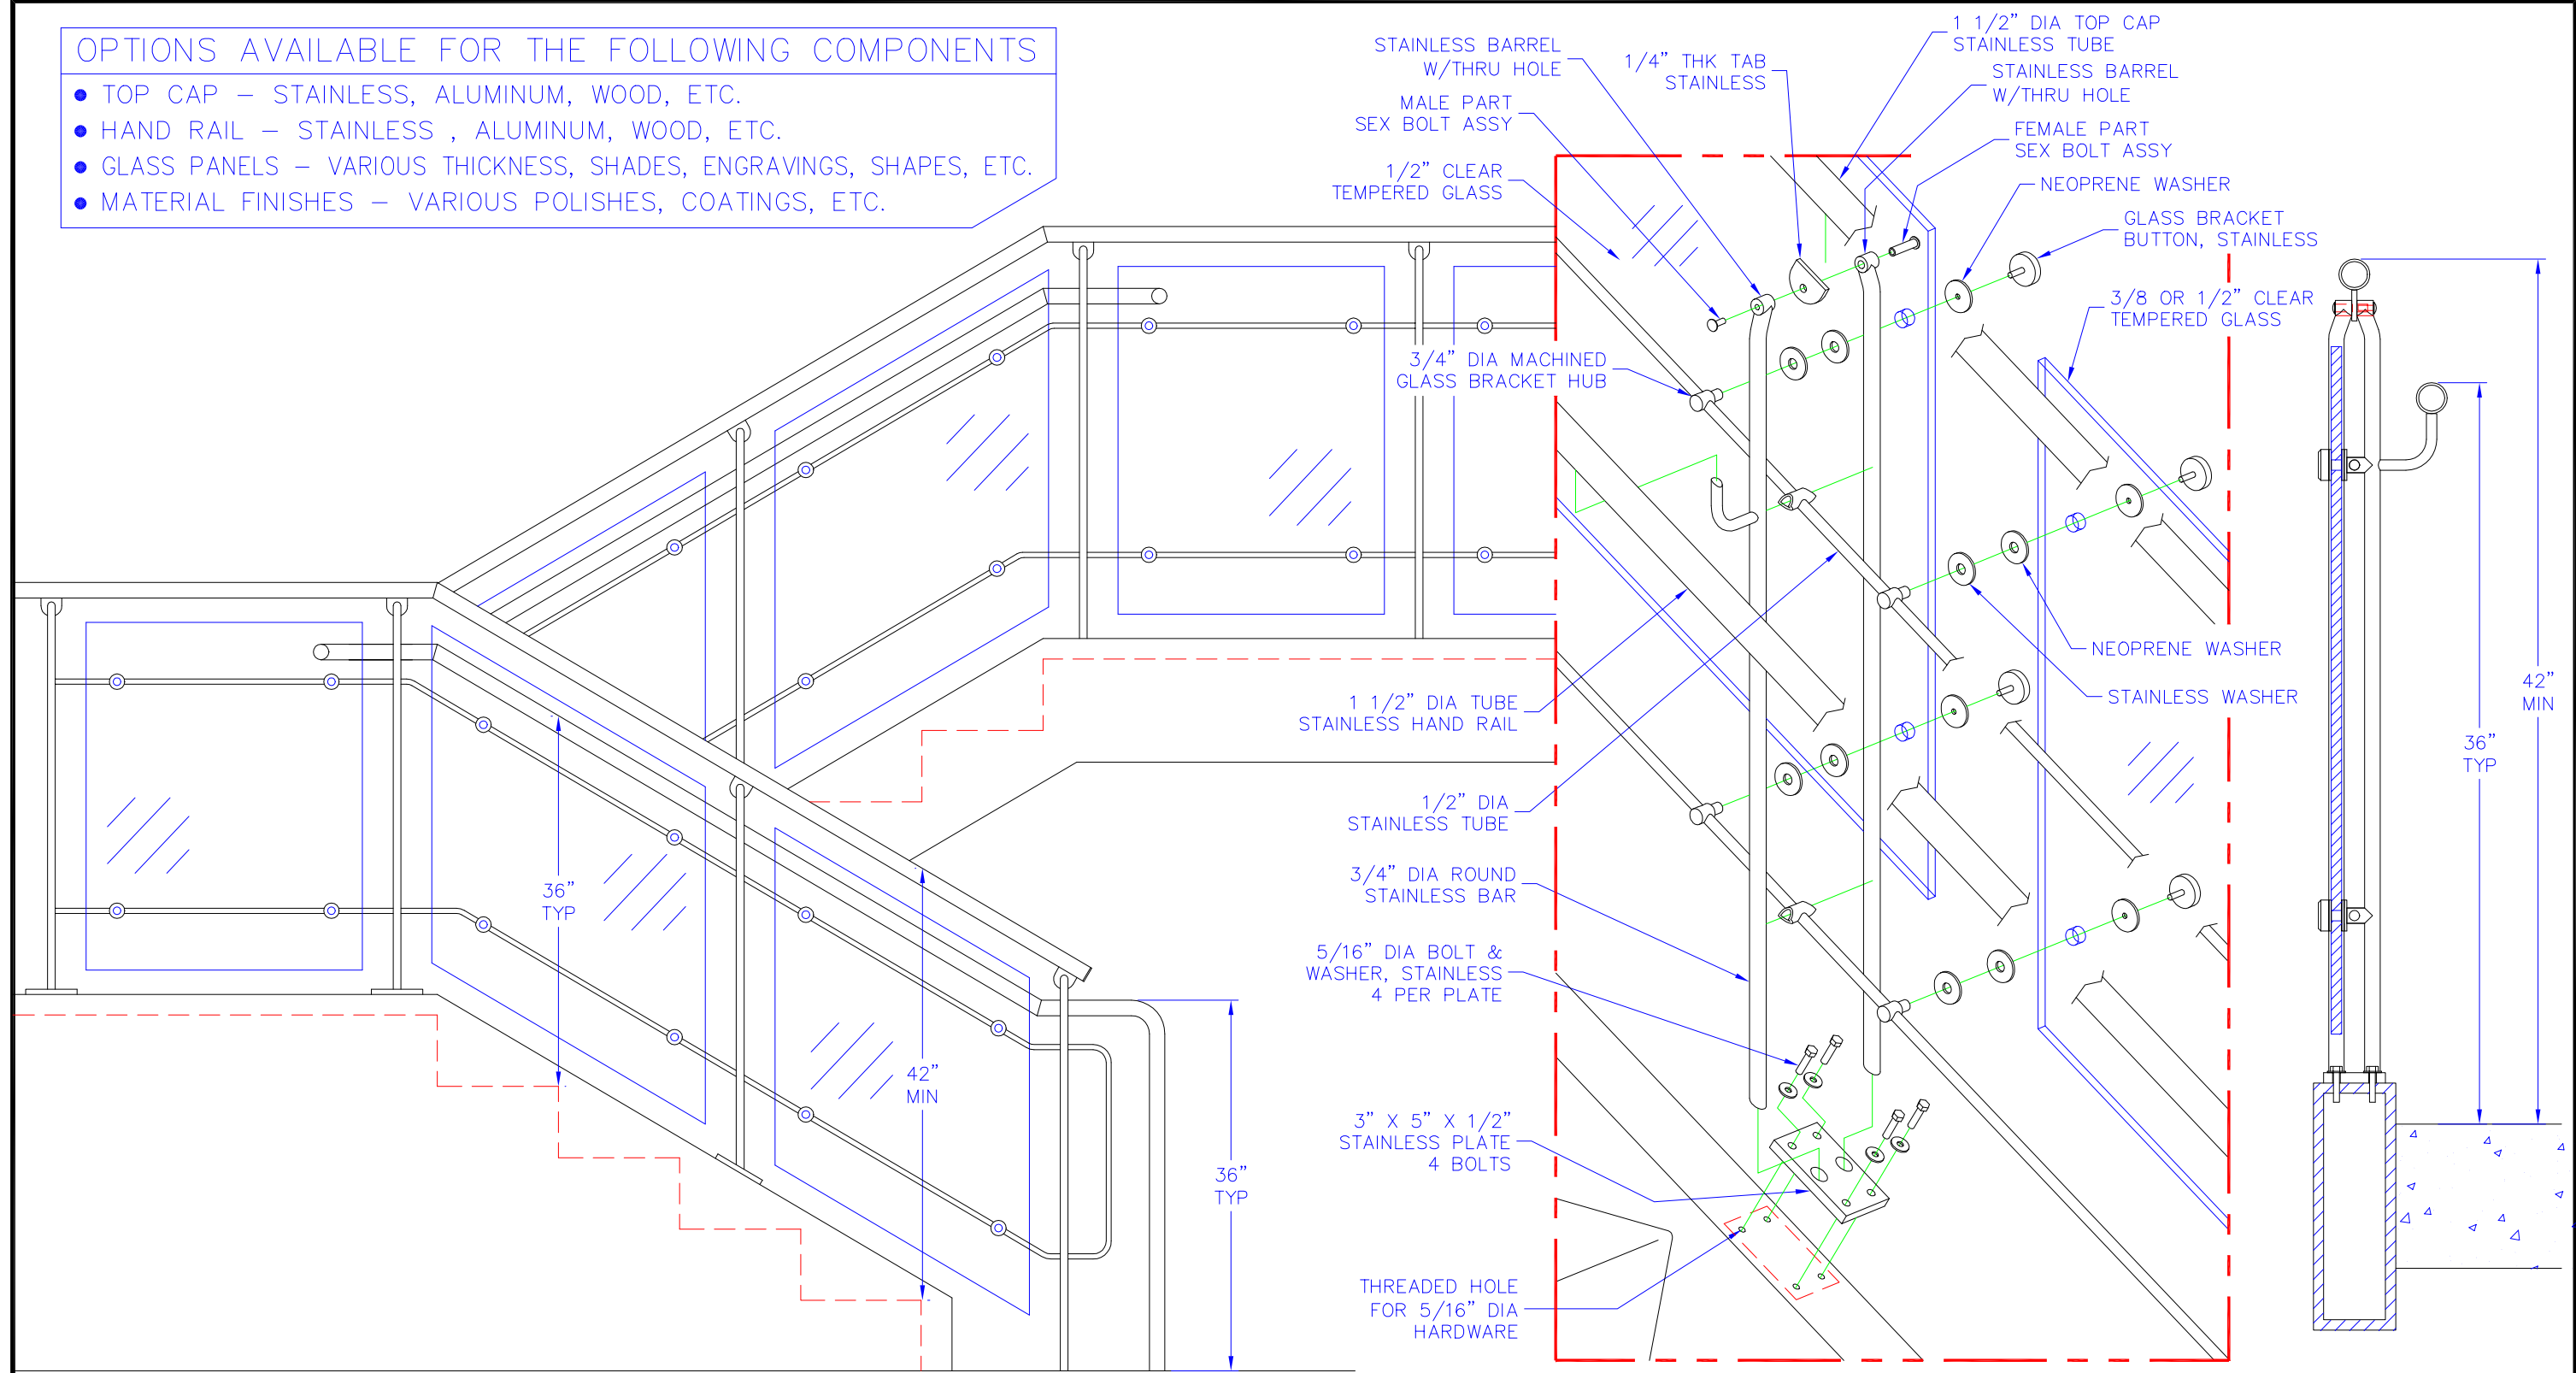 OPTIONS AVAILABLE FOR THE FOLLOWING COMPONENTS
● TOP CAP – STAINLESS, ALUMINUM, WOOD, ETC.
● HAND RAIL – STAINLESS , ALUMINUM, WOOD, ETC.
● GLASS PANELS – VARIOUS THICKNESS, SHADES, ENGRAVINGS, SHAPES, ETC.
● MATERIAL FINISHES – VARIOUS POLISHES, COATINGS, ETC.
36”
TYP
42”
MIN
36”
TYP
STAINLESS BARREL
W/THRU HOLE
1/4” THK TAB
STAINLESS
MALE PART
SEX BOLT ASSY
1/2” CLEAR
TEMPERED GLASS
3/4” DIA MACHINED
GLASS BRACKET HUB
1 1/2” DIA TUBE
STAINLESS HAND RAIL
1/2” DIA
STAINLESS TUBE
3/4” DIA ROUND
STAINLESS BAR
5/16” DIA BOLT &
WASHER, STAINLESS
4 PER PLATE
3” X 5” X 1/2”
STAINLESS PLATE
4 BOLTS
THREADED HOLE
FOR 5/16” DIA
HARDWARE
1 1/2” DIA TOP CAP
STAINLESS TUBE
STAINLESS BARREL
W/THRU HOLE
FEMALE PART
SEX BOLT ASSY
NEOPRENE WASHER
GLASS BRACKET
BUTTON, STAINLESS
3/8 OR 1/2” CLEAR
TEMPERED GLASS
NEOPRENE WASHER
STAINLESS WASHER
42”
MIN
36”
TYP